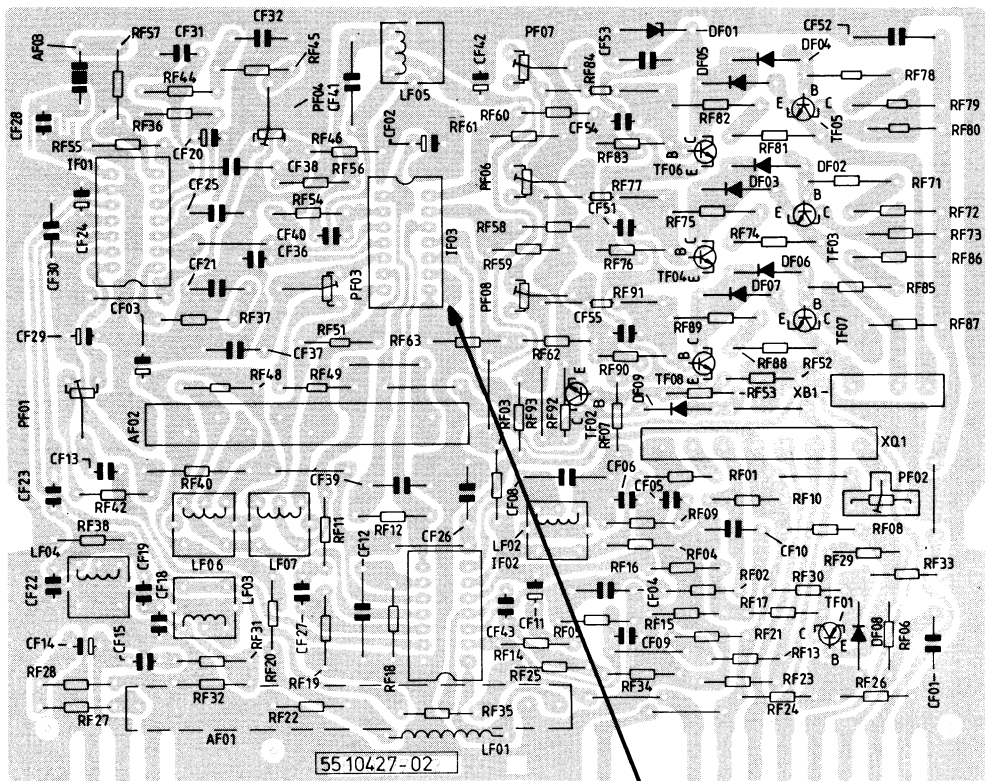 CF32
CF52
RF57
CF31
RF45
CF42
PF07
CF53
DF01
DF04
AF03
DF05
RF84
RF78
RF44
PF04
CF41
LF05
B
E
C
RF79
CF28
RF36
CF02
RF61
RF60
CF54
RF82
TF05
RF80
RF55
RF46
RF83
B
C
E
RF81
CF20
TF01
CF38
RF56
PF06
TF06
DF02
CF25
RF77
DF03
RF71
RF54
CF51
B
E
C
RF72
CF24
CF40
RF58
RF75
RF73
CF30
CF36
TF03
RF59
RF76
RF74
TF03
RF86
CF21
B
C
E
TF04
DF06
PF03
PF08
DF07
RF85
CF03
RF91
B
E
C
CF29
RF37
RF51
RF63
CF55
RF89
TF07
RF87
CF37
RF62
RF90
B
C
E
RF88
RF52
RF48
RF49
TF08
PF01
E
C
B
DF09
RF53
XB1
AF02
RF03
RF93
RF92
TF02
RF07
XQ1
CF13
CF39
CF06
RF01
PF02
CF23
RF40
CF08
CF05
RF10
RF42
RF11
RF12
RF09
RF08
RF38
CF12
CF26
LF02
CF10
LF04
CF19
LF06
LF07
IF02
RF04
RF29
RF33
LF03
RF16
RF02
RF30
CF22
CF18
CF04
RF17
TF01
CF14
CF15
CF27
CF43
CF11
RF05
RF15
C
E
B
DF08
RF06
RF31
RF20
RF14
CF09
RF21
RF13
RF28
RF19
RF18
RF25
RF34
RF23
CF01
RF27
RF32
RF22
RF35
RF24
RF26
AF01
LF01
5510427-02